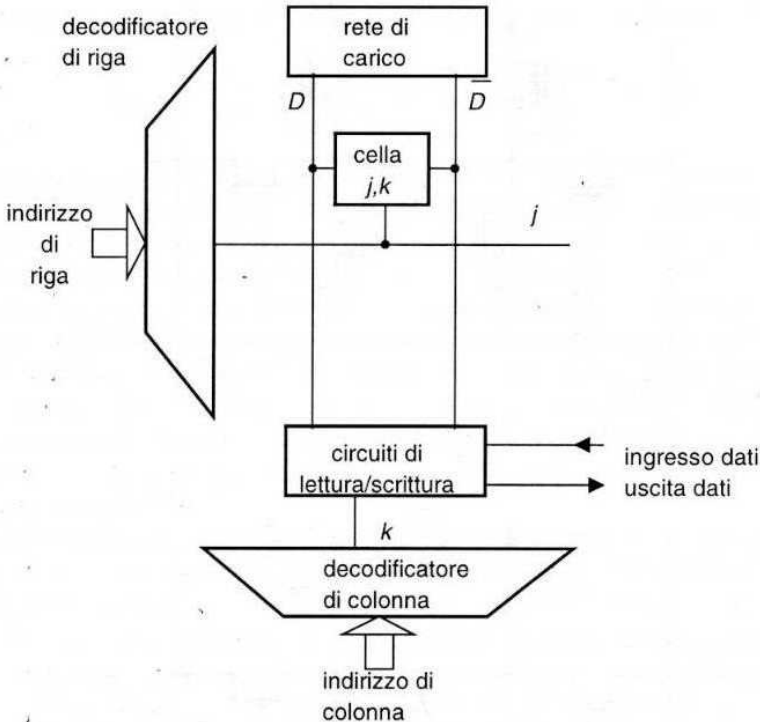 decodificatore
di riga
rete di
carico
D
D̅
cella
j,k
j
indirizzo
di
riga
circuiti di
lettura/scrittura
ingresso dati
uscita dati
k
decodificatore
di colonna
indirizzo di
colonna